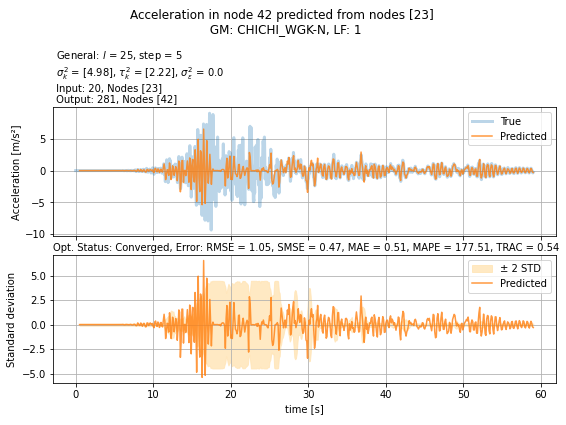 Acceleration in node 42 predicted from nodes [23]
GM: CHICHI_WGK-N, LF: 1
General: l = 25, step = 5
σ²ₖ = [4.98], τ²ₖ = [2.22], σ²ε = 0.0
Input: 20, Nodes [23]
Output: 281, Nodes [42]
Acceleration [m/s²]
5
0
−5
−10
True
Predicted
Opt. Status: Converged, Error: RMSE = 1.05, SMSE = 0.47, MAE = 0.51, MAPE = 177.51, TRAC = 0.54
Standard deviation
5.0
2.5
0.0
−2.5
−5.0
± 2 STD
Predicted
0 10 20 30 40 50 60
time [s]